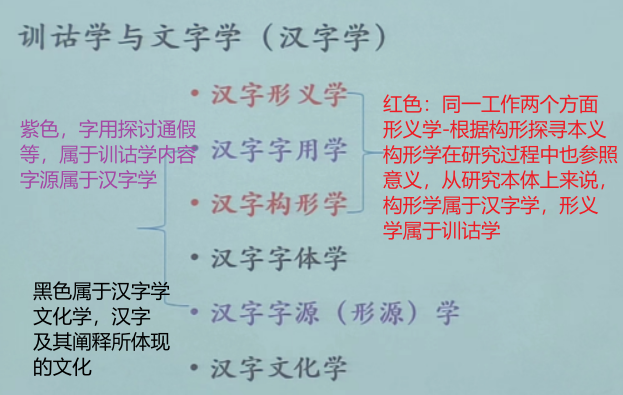 训诂学与文字学（汉字学）
• 汉字形义学
• 汉字字用学
• 汉字构形学
• 汉字字体学
• 汉字字源（形源）学
• 汉字文化学
紫色，字用探讨通假
等，属于训诂学内容
字源属于汉字学
黑色属于汉字学
文化学，汉字
及其阐释所体现
的文化
红色：同一工作两个方面
形义学-根据构形探寻本义
构形学在研究过程中也参照
意义，从研究本体上来说，
构形学属于汉字学，形义
学属于训诂学